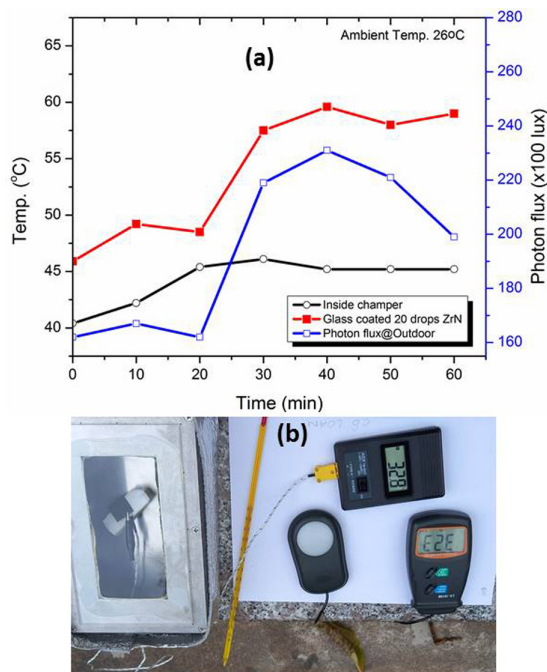 (a)
Ambient Temp. 26oC
Temp. (oC)
65
60
55
50
45
40
Photon flux (x100 lux)
280
260
240
220
200
180
160
Inside champer
Glass coated 20 drops ZrN
Photon flux@Outdoor
0 10 20 30 40 50 60
Time (min)
(b)